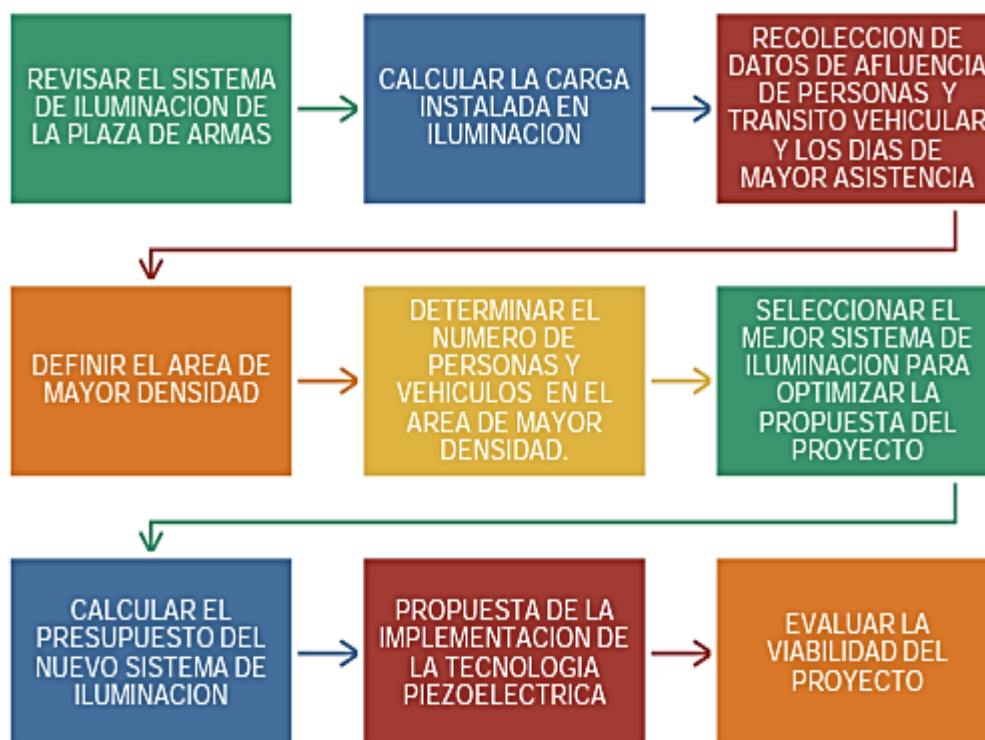 REVISAR EL SISTEMA
DE ILUMINACION DE
LA PLAZA DE ARMAS
CALCULAR LA CARGA
INSTALADA EN
ILUMINACION
RECOLECCION DE
DATOS DE AFLUENCIA
DE PERSONAS Y
TRANSITO VEHICULAR
Y LOS DIAS DE
MAYOR ASISTENCIA
DEFINIR EL AREA DE
MAYOR DENSIDAD
DETERMINAR EL
NUMERO DE
PERSONAS Y
VEHICULOS EN EL
AREA DE MAYOR
DENSIDAD.
SELECCIONAR EL
MEJOR SISTEMA DE
ILUMINACION PARA
OPTIMIZAR LA
PROPUESTA DEL
PROYECTO
CALCULAR EL
PRESUPUESTO DEL
NUEVO SISTEMA DE
ILUMINACION
PROPUESTA DE LA
IMPLEMENTACION DE
LA TECNOLOGIA
PIEZOELECTRICA
EVALUAR LA
VIABILIDAD DEL
PROYECTO